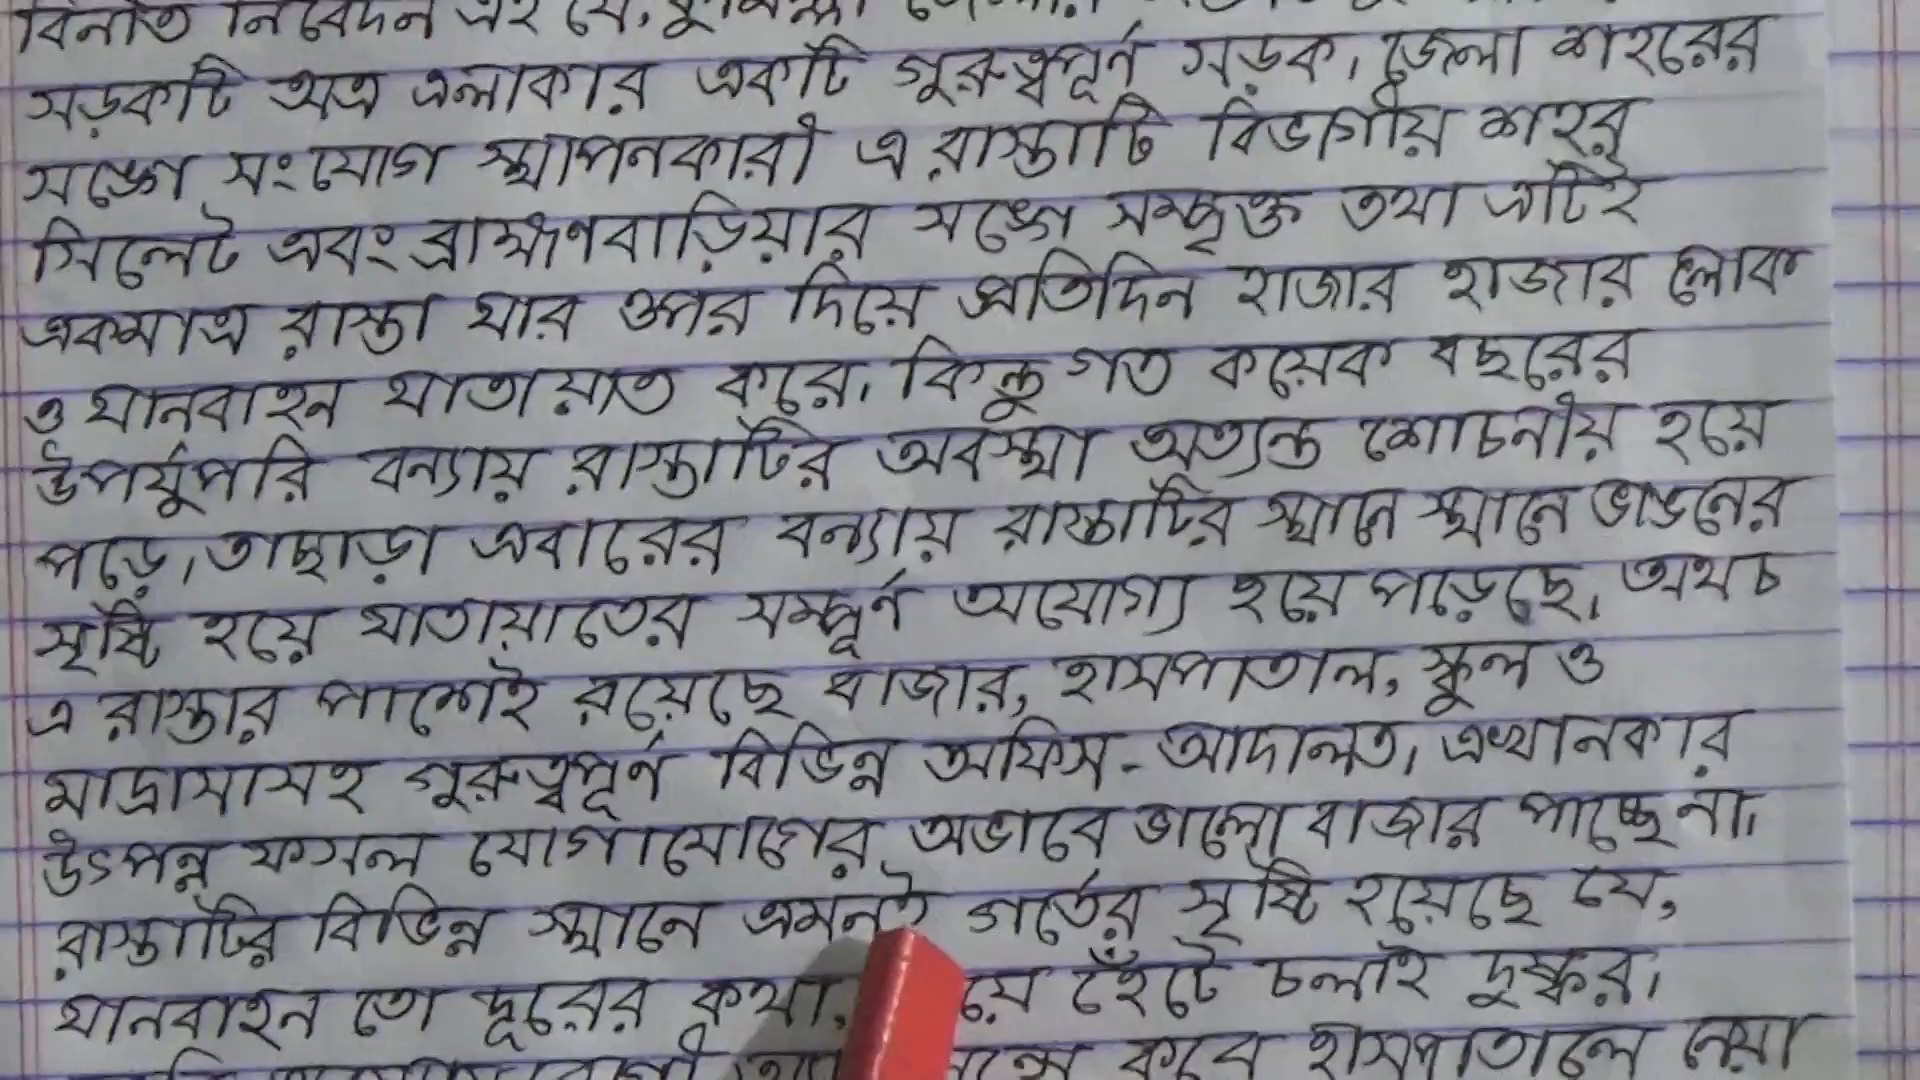 বিনীত নিবেদন এই যে,
সড়কটি অত্র এলাকার একটি গুরুত্বপূর্ণ সড়ক। জেলা শহরের
সঙ্গে সংযোগ স্থাপনকারী এ রাস্তাটি বিভাগীয় শহর
সিলেট এবং ব্রাহ্মণবাড়িয়ার সঙ্গে সম্পৃক্ত তথা এটিই
একমাত্র রাস্তা যার ওপর দিয়ে প্রতিদিন হাজার হাজার লোক
ও যানবাহন যাতায়াত করে। কিন্তু গত কয়েক বছরের
উপর্যুপরি বন্যায় রাস্তাটির অবস্থা অত্যন্ত শোচনীয় হয়ে
পড়ে। তাছাড়া এবারের বন্যায় রাস্তাটির স্থানে স্থানে ভাঙনের
সৃষ্টি হয়ে যাতায়াতের সম্পূর্ণ অযোগ্য হয়ে পড়েছে। অথচ
এ রাস্তার পাশেই রয়েছে বাজার, হাসপাতাল, স্কুল ও
মাদ্রাসাসহ গুরুত্বপূর্ণ বিভিন্ন অফিস-আদালত। এখানকার
উৎপন্ন ফসল যোগাযোগের অভাবে ভালো বাজার পাচ্ছে না।
রাস্তাটির বিভিন্ন স্থানে এমনই গর্তের সৃষ্টি হয়েছে যে,
যানবাহন তো দূরের কথা, য়ে হেঁটে চলাই দুষ্কর।
করে হাসপাতালে নেয়া